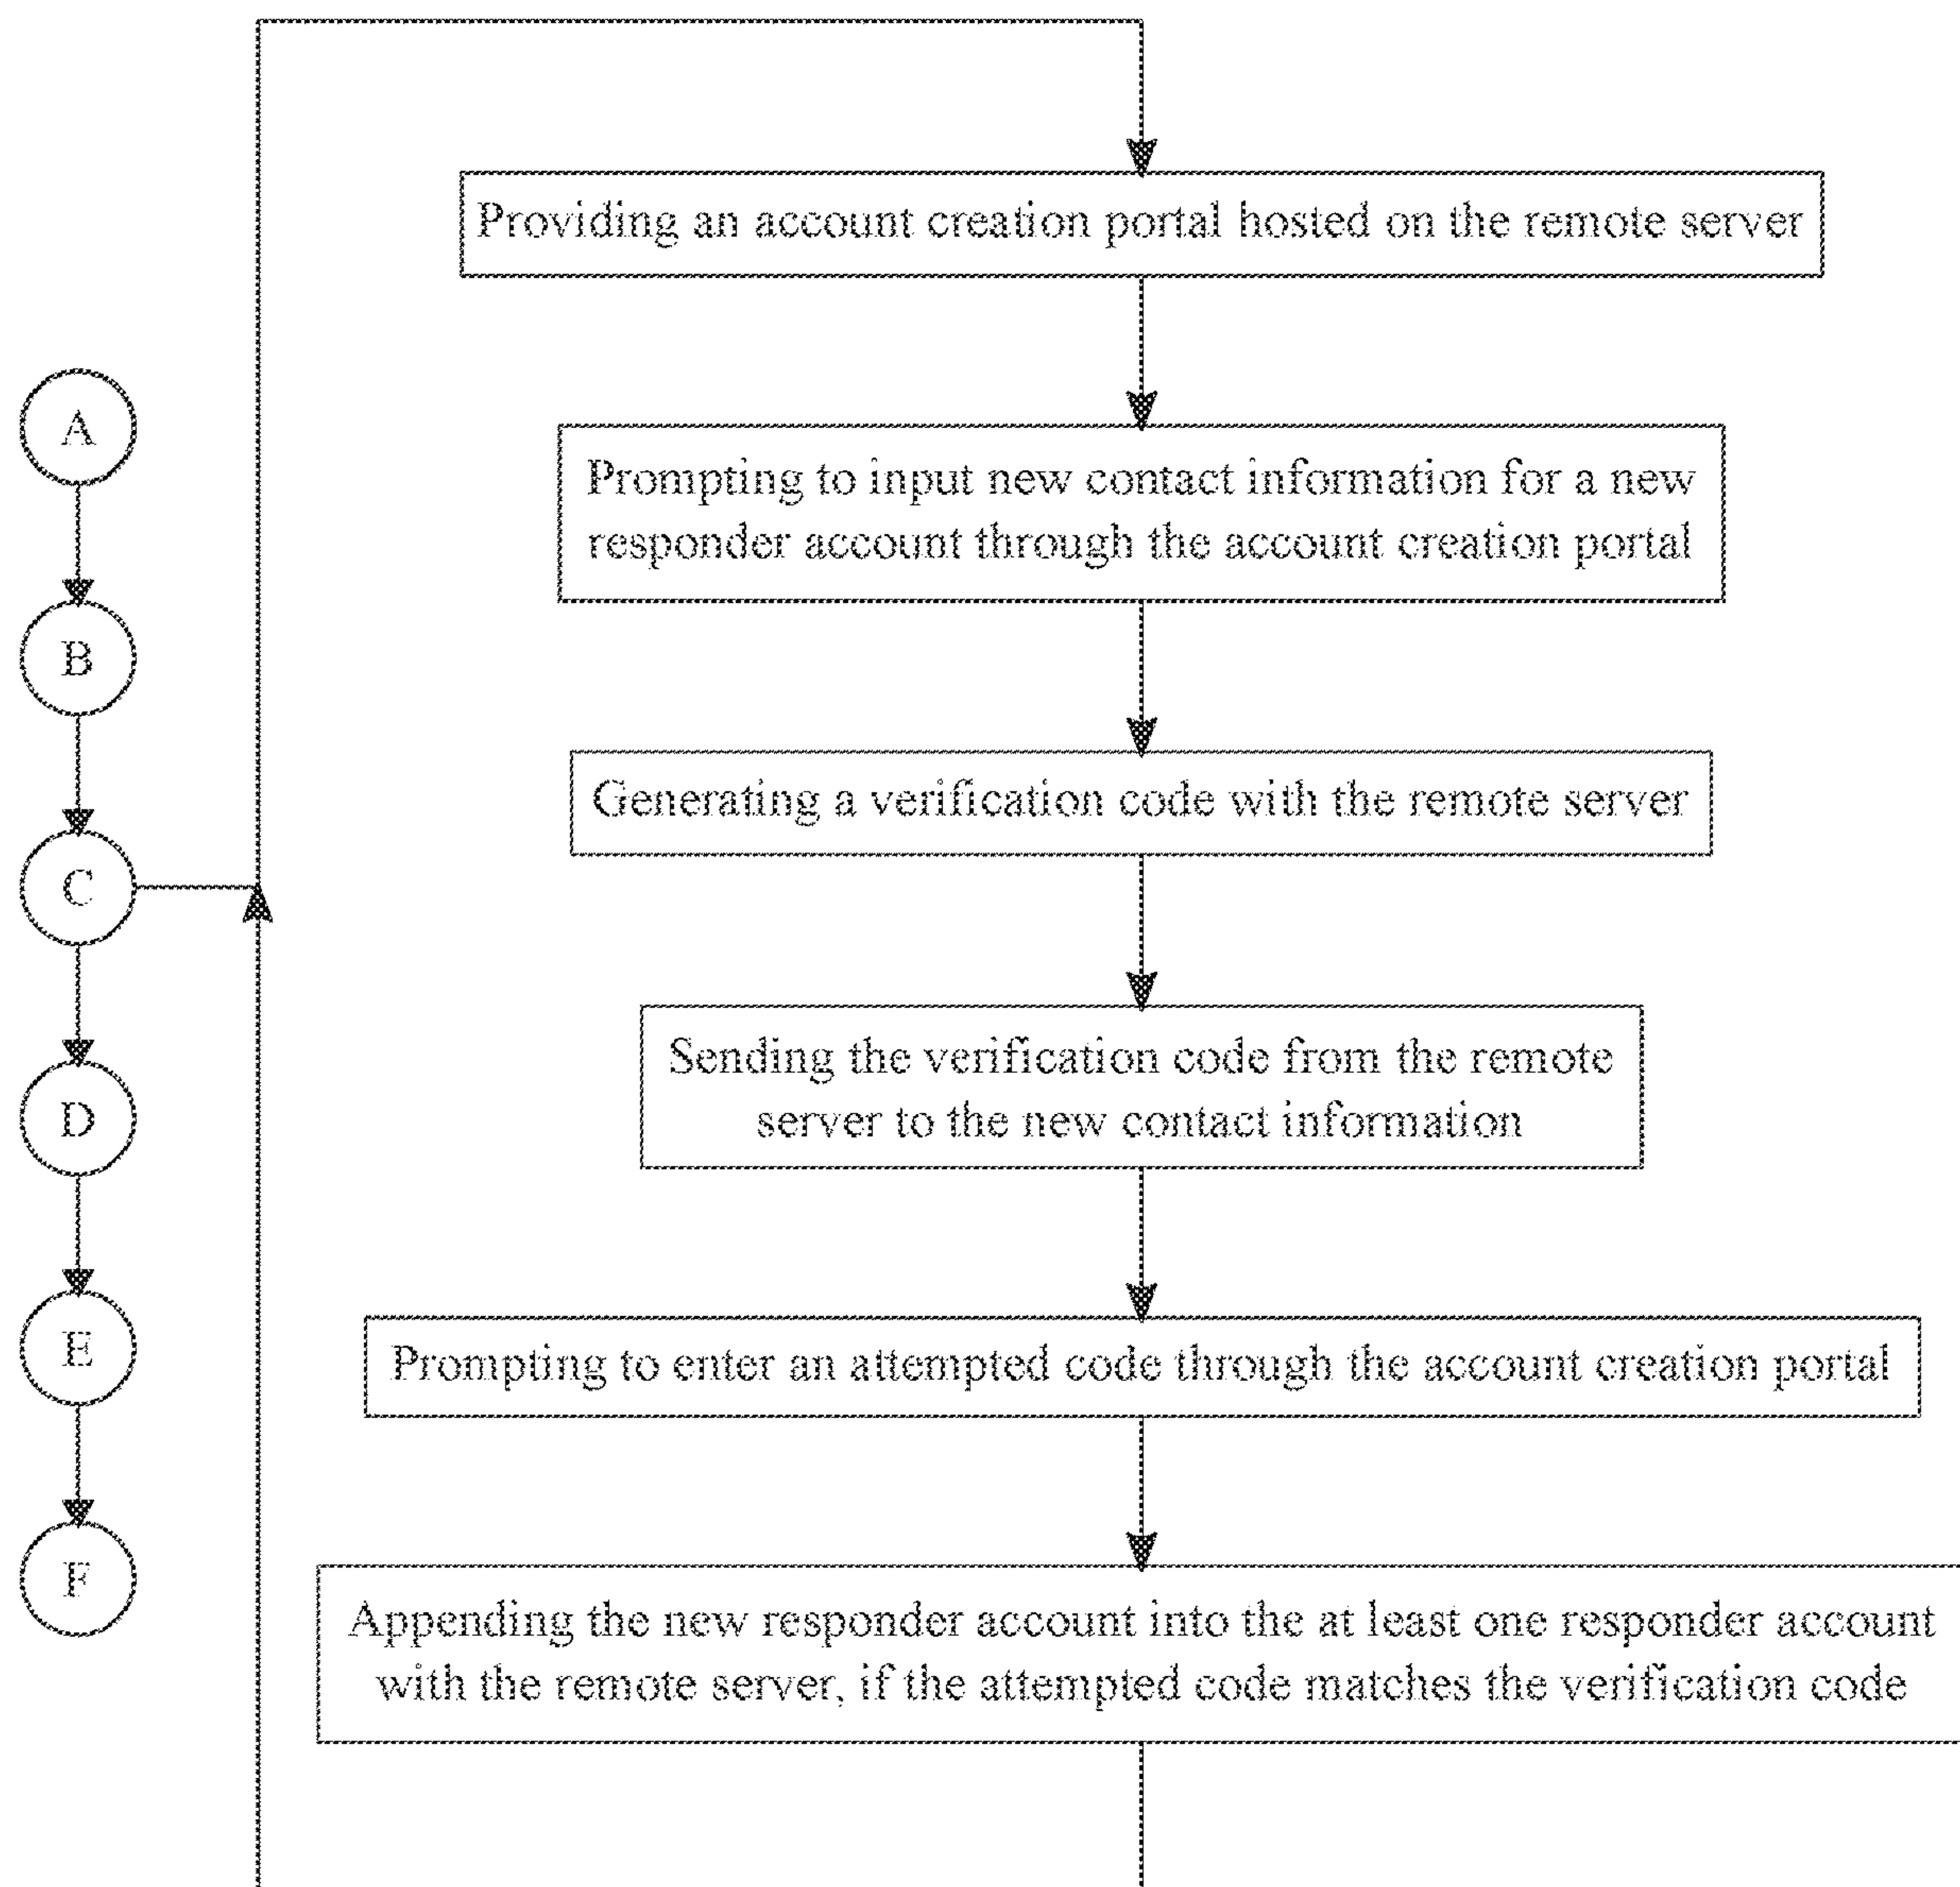 A
B
C
D
E
F
Providing an account creation portal hosted on the remote server
Prompting to input new contact information for a new
responder account through the account creation portal
Generating a verification code with the remote server
Sending the verification code from the remote
server to the new contact information
Prompting to enter an attempted code through the account creation portal
Appending the new responder account into the at least one responder account
with the remote server, if the attempted code matches the verification code